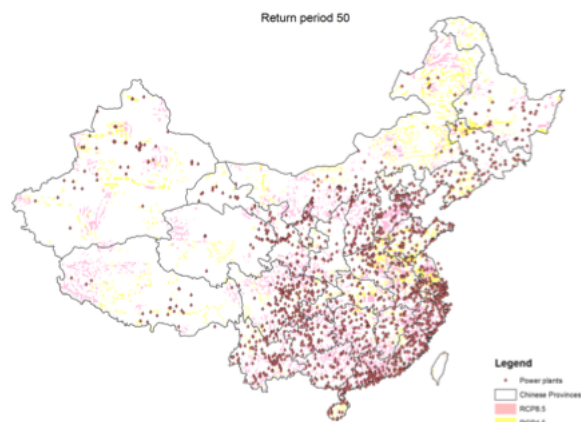 Return period 50
Legend
Power plants
Chinese Provinces
RCP8.5